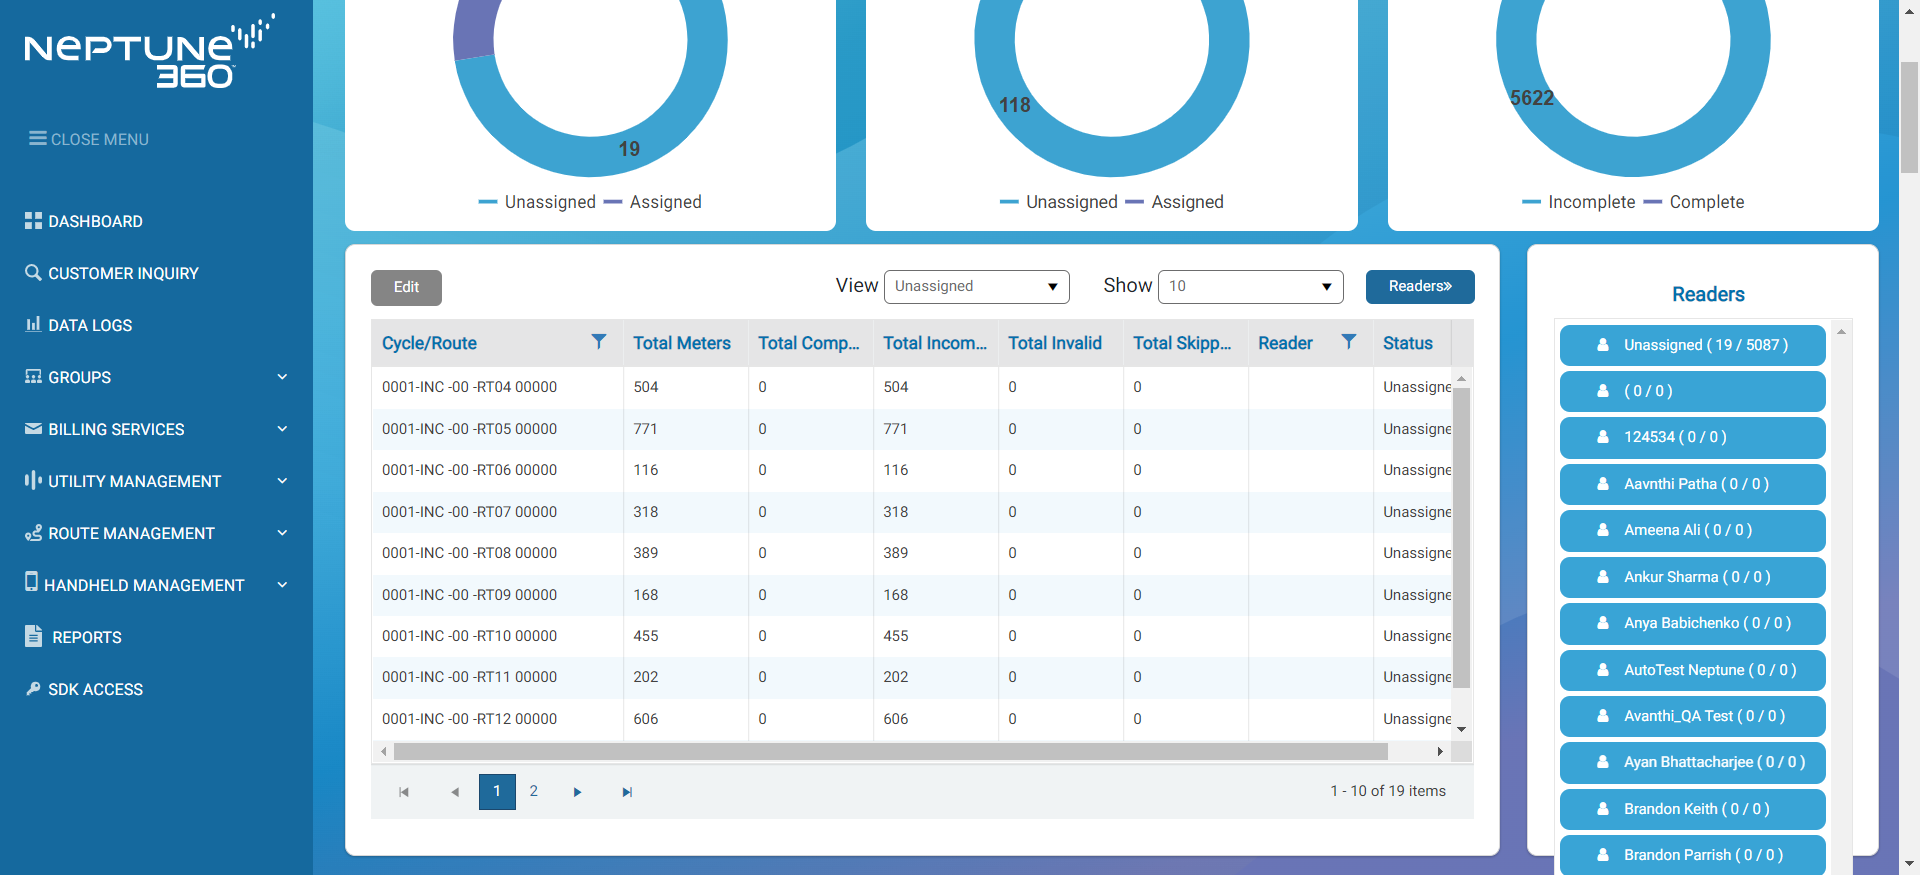 NEPTUNE
360
CLOSE MENU
DASHBOARD
CUSTOMER INQUIRY
DATA LOGS
GROUPS
BILLING SERVICES
UTILITY MANAGEMENT
ROUTE MANAGEMENT
HANDHELD MANAGEMENT
REPORTS
SDK ACCESS
19
Unassigned Assigned
118
Unassigned Assigned
5622
Incomplete Complete
Edit View Unassigned Show 10 Readers»
Cycle/Route Total Meters Total Comp... Total Incom... Total Invalid Total Skipp... Reader Status
0001-INC -00 -RT04 00000 504 0 504 0 0 Unassigne
0001-INC -00 -RT05 00000 771 0 771 0 0 Unassigne
0001-INC -00 -RT06 00000 116 0 116 0 0 Unassigne
0001-INC -00 -RT07 00000 318 0 318 0 0 Unassigne
0001-INC -00 -RT08 00000 389 0 389 0 0 Unassigne
0001-INC -00 -RT09 00000 168 0 168 0 0 Unassigne
0001-INC -00 -RT10 00000 455 0 455 0 0 Unassigne
0001-INC -00 -RT11 00000 202 0 202 0 0 Unassigne
0001-INC -00 -RT12 00000 606 0 606 0 0 Unassigne
1 2 1 - 10 of 19 items
Readers
Unassigned ( 19 / 5087 )
( 0 / 0 )
124534 ( 0 / 0 )
Aavnthi Patha ( 0 / 0 )
Ameena Ali ( 0 / 0 )
Ankur Sharma ( 0 / 0 )
Anya Babichenko ( 0 / 0 )
AutoTest Neptune ( 0 / 0 )
Avanthi_QA Test ( 0 / 0 )
Ayan Bhattacharjee ( 0 / 0 )
Brandon Keith ( 0 / 0 )
Brandon Parrish ( 0 / 0 )